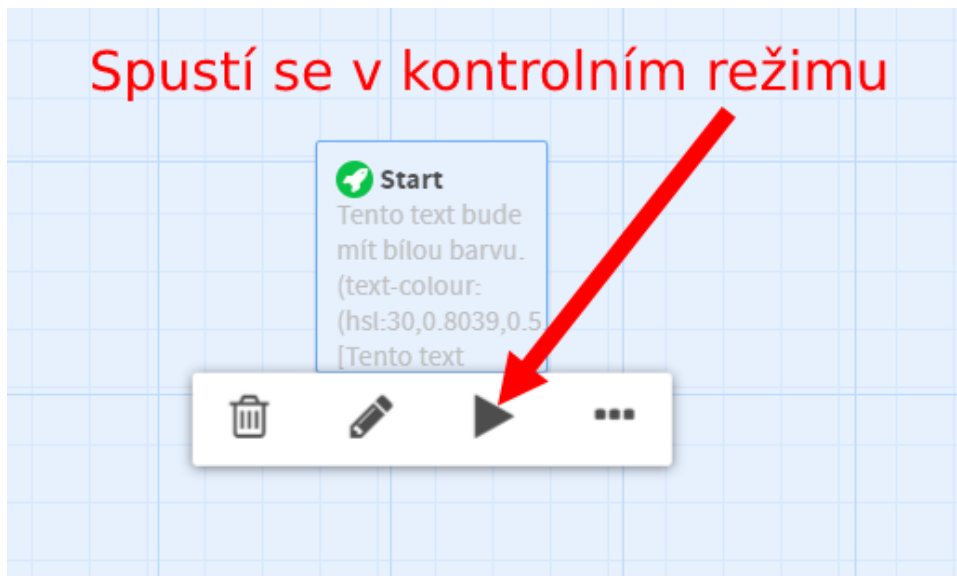 Spustí se v kontrolním režimu
Start
Tento text bude
mít bílou barvu.
(text-colour:
(hsl:30,0.8039,0.5
[Tento text